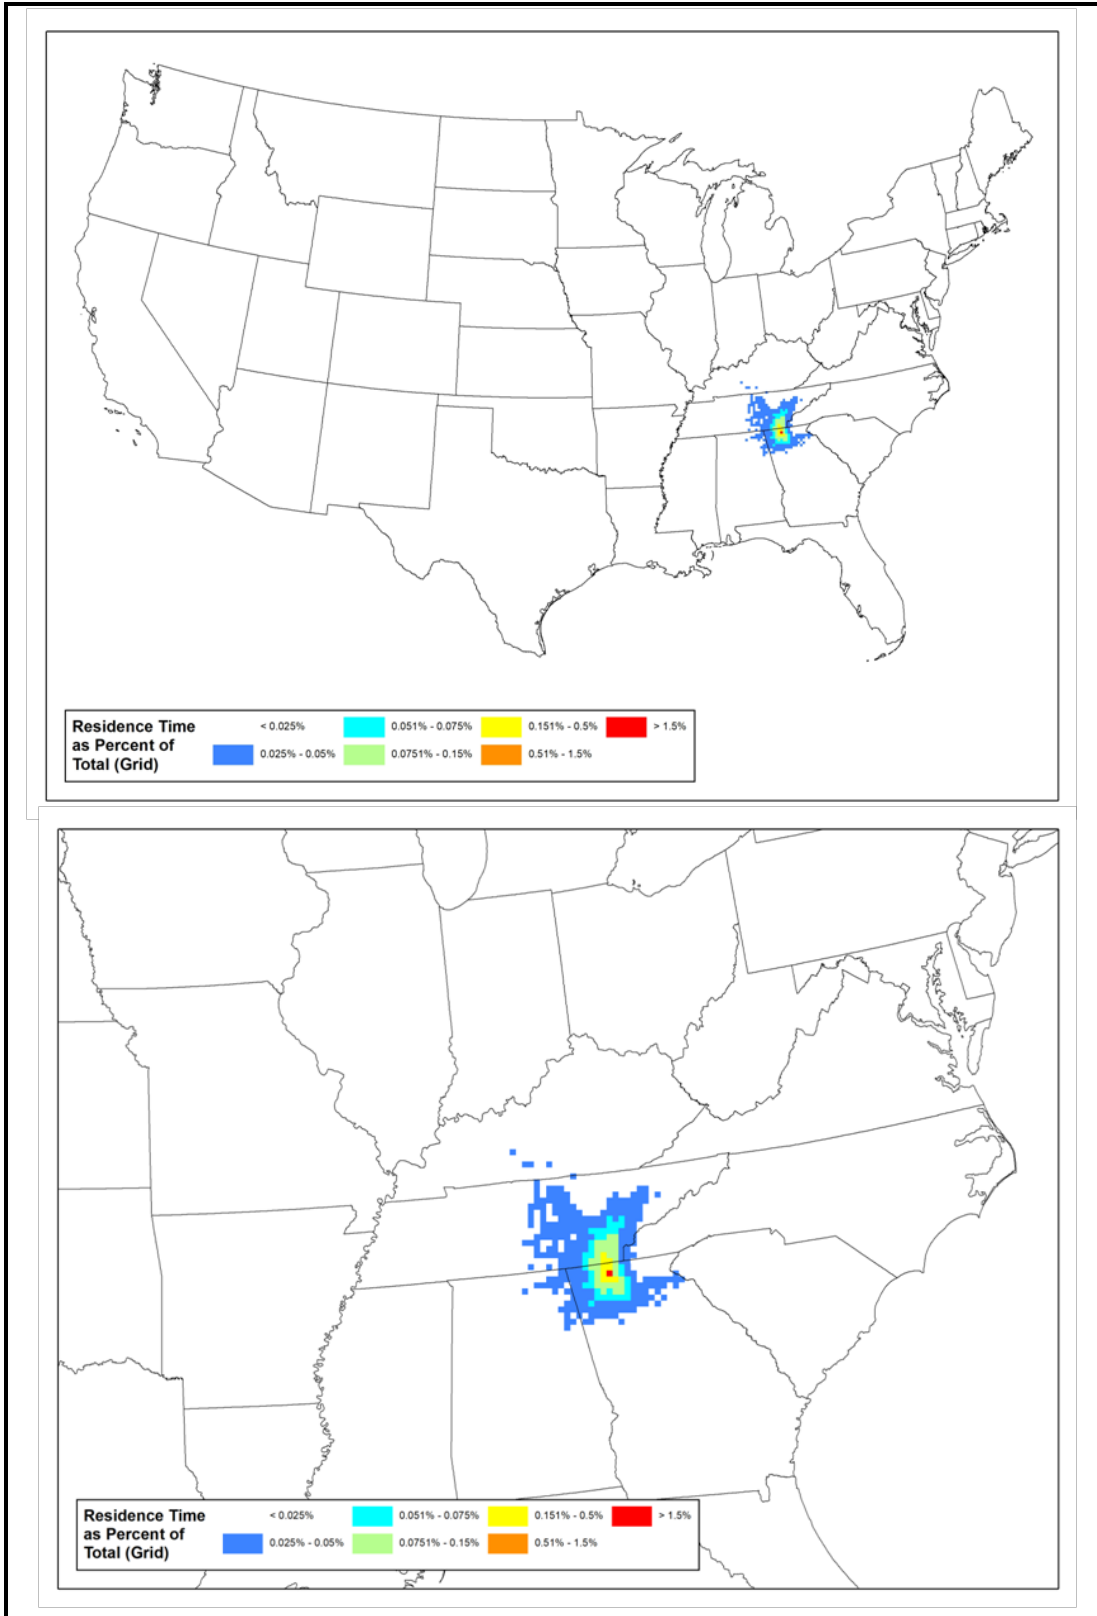 Residence Time
as Percent of
Total (Grid)
< 0.025%
0.051% - 0.075%
0.151% - 0.5%
> 1.5%
0.025% - 0.05%
0.0751% - 0.15%
0.51% - 1.5%
Residence Time
as Percent of
Total (Grid)
< 0.025%
0.051% - 0.075%
0.151% - 0.5%
> 1.5%
0.025% - 0.05%
0.0751% - 0.15%
0.51% - 1.5%